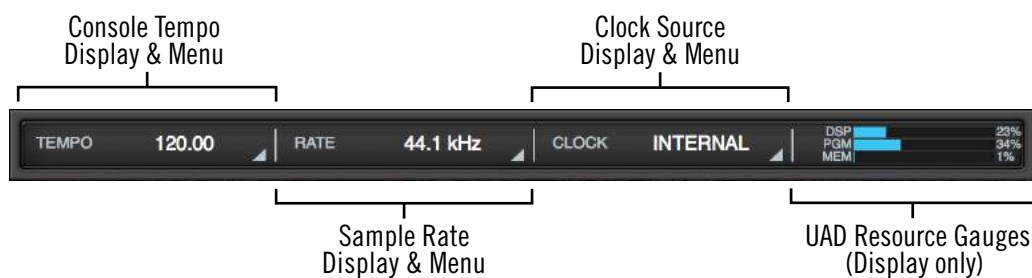 Console Tempo
Display & Menu
Clock Source
Display & Menu
TEMPO 120.00 RATE 44.1 kHz CLOCK INTERNAL
DSP 23%
PGM 34%
MEM 1%
Sample Rate
Display & Menu
UAD Resource Gauges
(Display only)